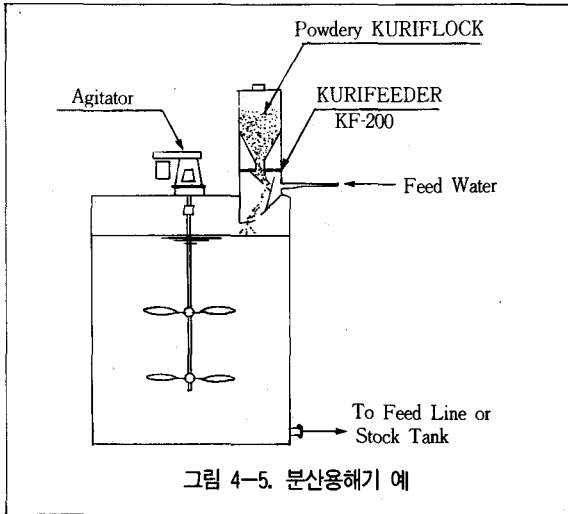 Powdery KURIFLOCK
Agitator
KURIFEEDER
KF-200
Feed Water
To Feed Line or
Stock Tank
그림 4-5. 분산용해기 예